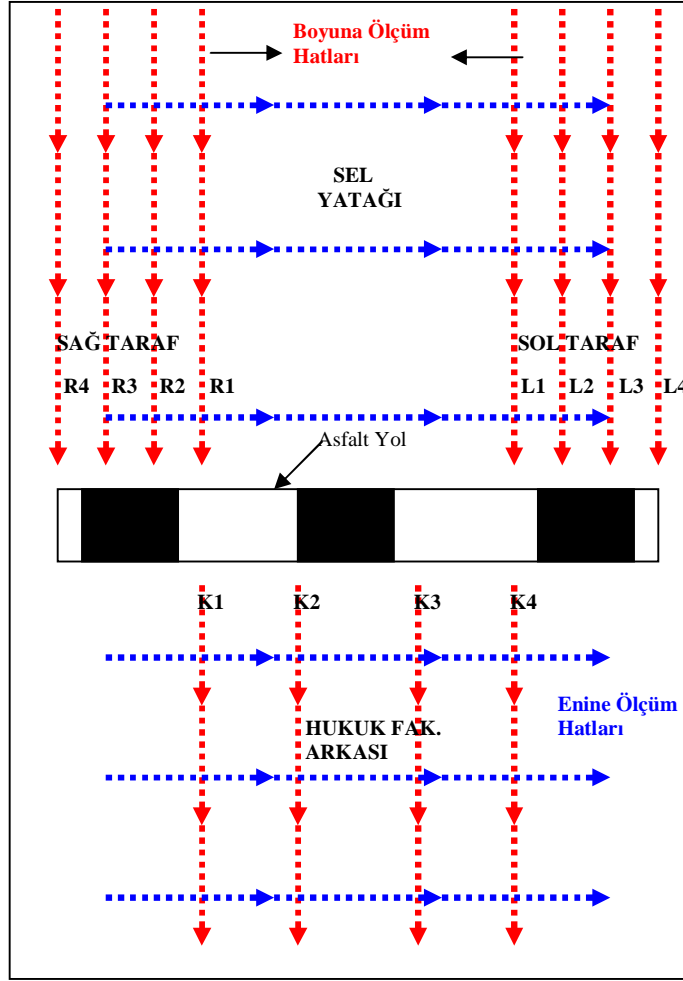 Boyuna Ölçüm
Hatları
SEL
YATAĞI
SAĞ TARAF
SOL TARAF
R4 R3 R2 R1 L1 L2 L3 L4
Asfalt Yol
K1 K2 K3 K4
Enine Ölçüm
Hatları
HUKUK FAK.
ARKASI